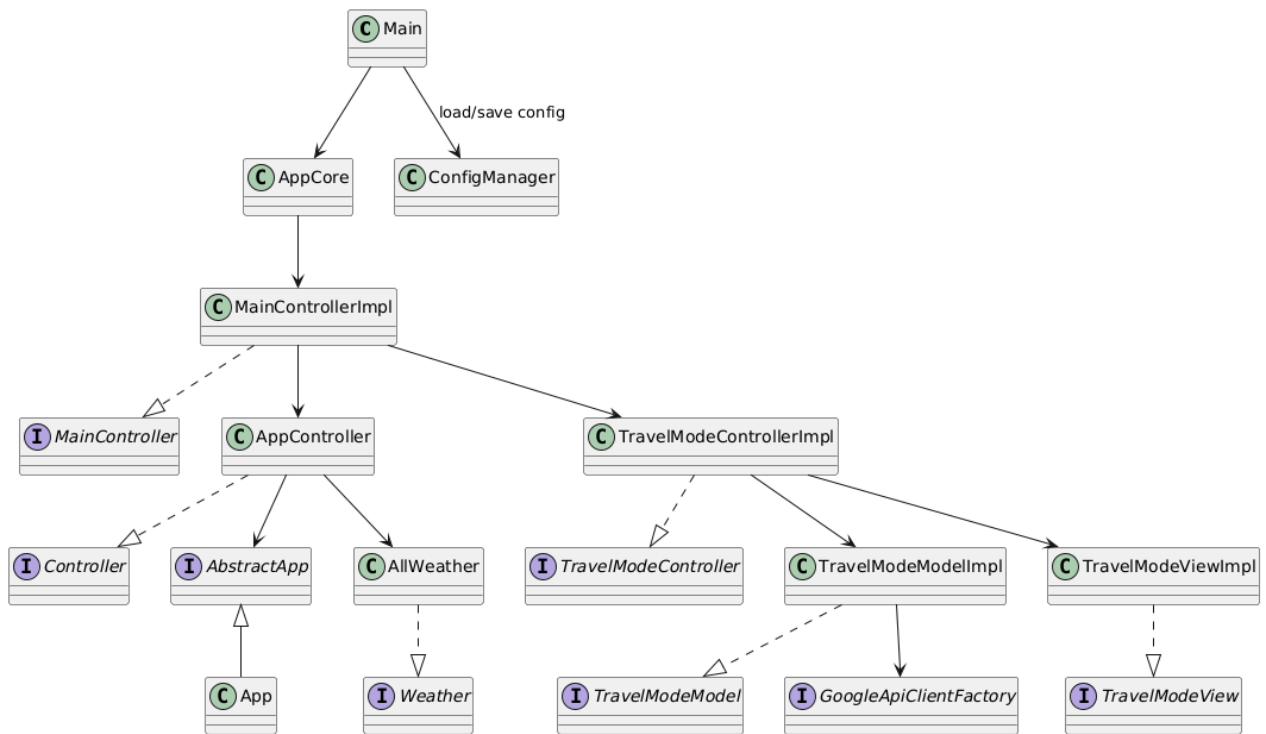 C Main
load/save config
C AppCore
C ConfigManager
C MainControllerImpl
I MainController
C AppController
C TravelModeControllerImpl
I Controller
I AbstractApp
C AllWeather
I TravelModeController
C TravelModeModelImpl
C TravelModeViewImpl
C App
I Weather
I TravelModeModel
I GoogleApiClientFactory
I TravelModeView